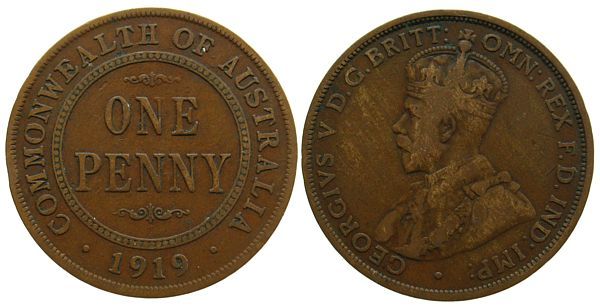 COMMONWEALTH OF AUSTRALIA
ONE
PENNY
· 1919 ·
GEORGIVS V D.G. BRITT: OMN: REX F.D. IND: IMP: